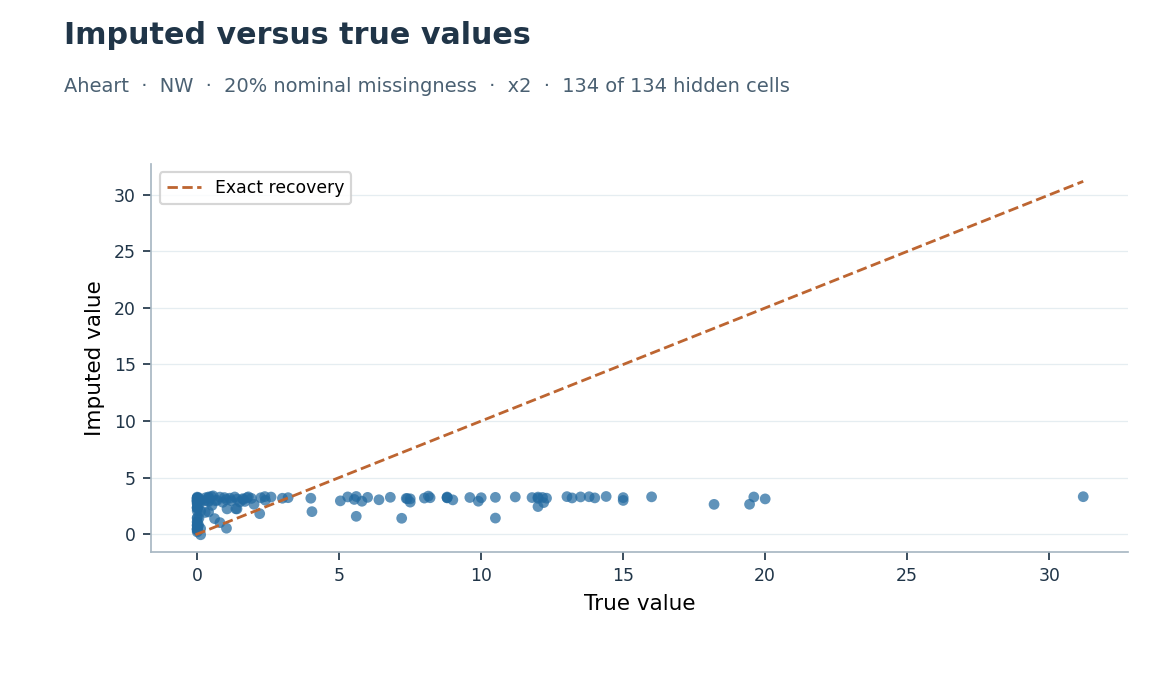 Imputed versus true values
Aheart · NW · 20% nominal missingness · x2 · 134 of 134 hidden cells
Exact recovery
30
25
20
15
10
5
0
Imputed value
0 5 10 15 20 25 30
True value